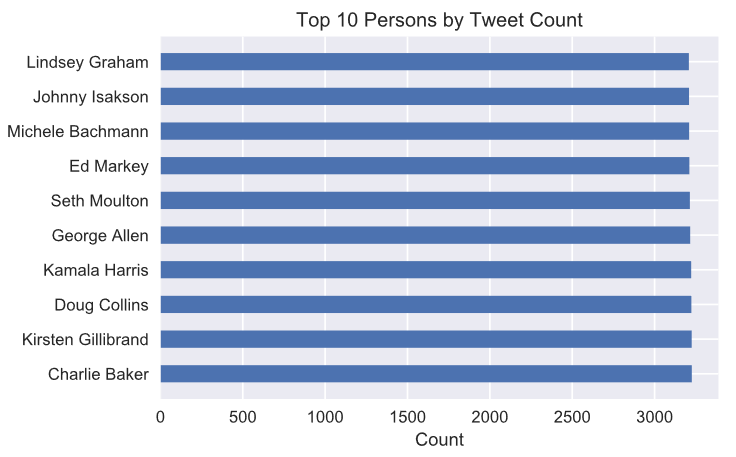 Top 10 Persons by Tweet Count
Lindsey Graham
Johnny Isakson
Michele Bachmann
Ed Markey
Seth Moulton
George Allen
Kamala Harris
Doug Collins
Kirsten Gillibrand
Charlie Baker
0 500 1000 1500 2000 2500 3000
Count